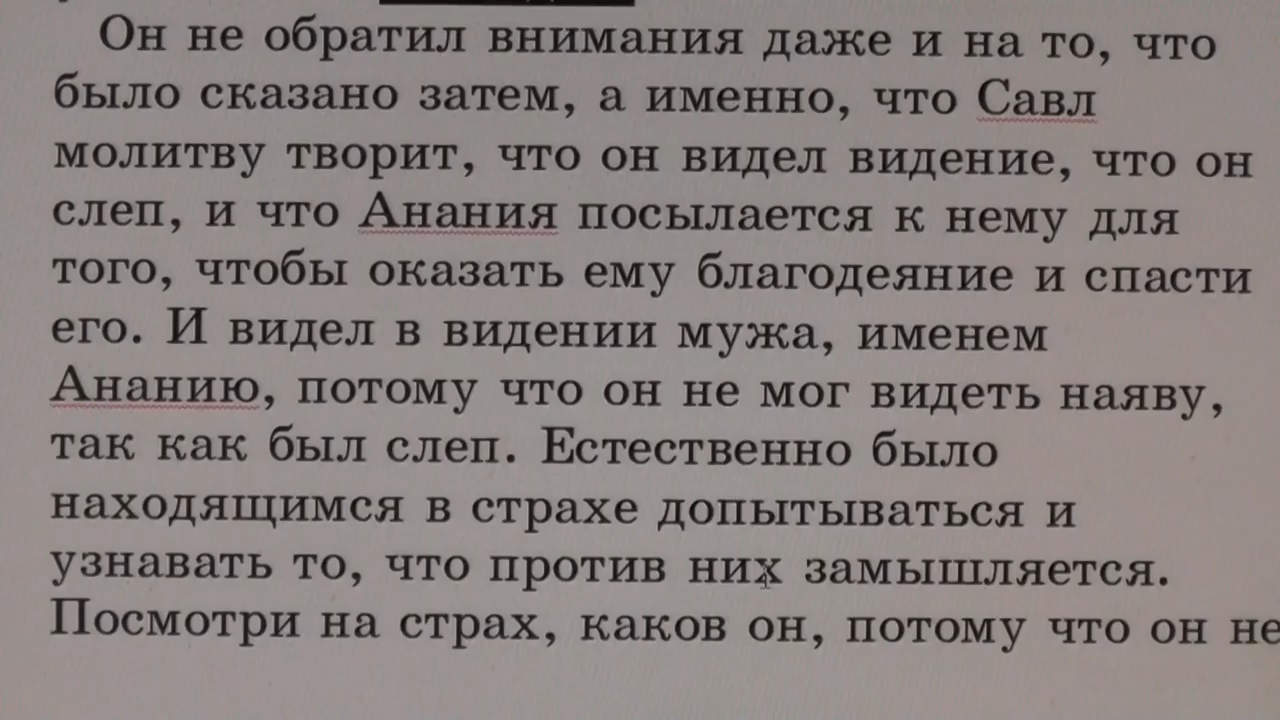 Он не обратил внимания даже и на то, что
было сказано затем, а именно, что Савл
молитву творит, что он видел видение, что он
слеп, и что Анания посылается к нему для
того, чтобы оказать ему благодеяние и спасти
его. И видел в видении мужа, именем
Ананию, потому что он не мог видеть наяву,
так как был слеп. Естественно было
находящимся в страхе допытываться и
узнавать то, что против них замышляется.
Посмотри на страх, каков он, потому что он не